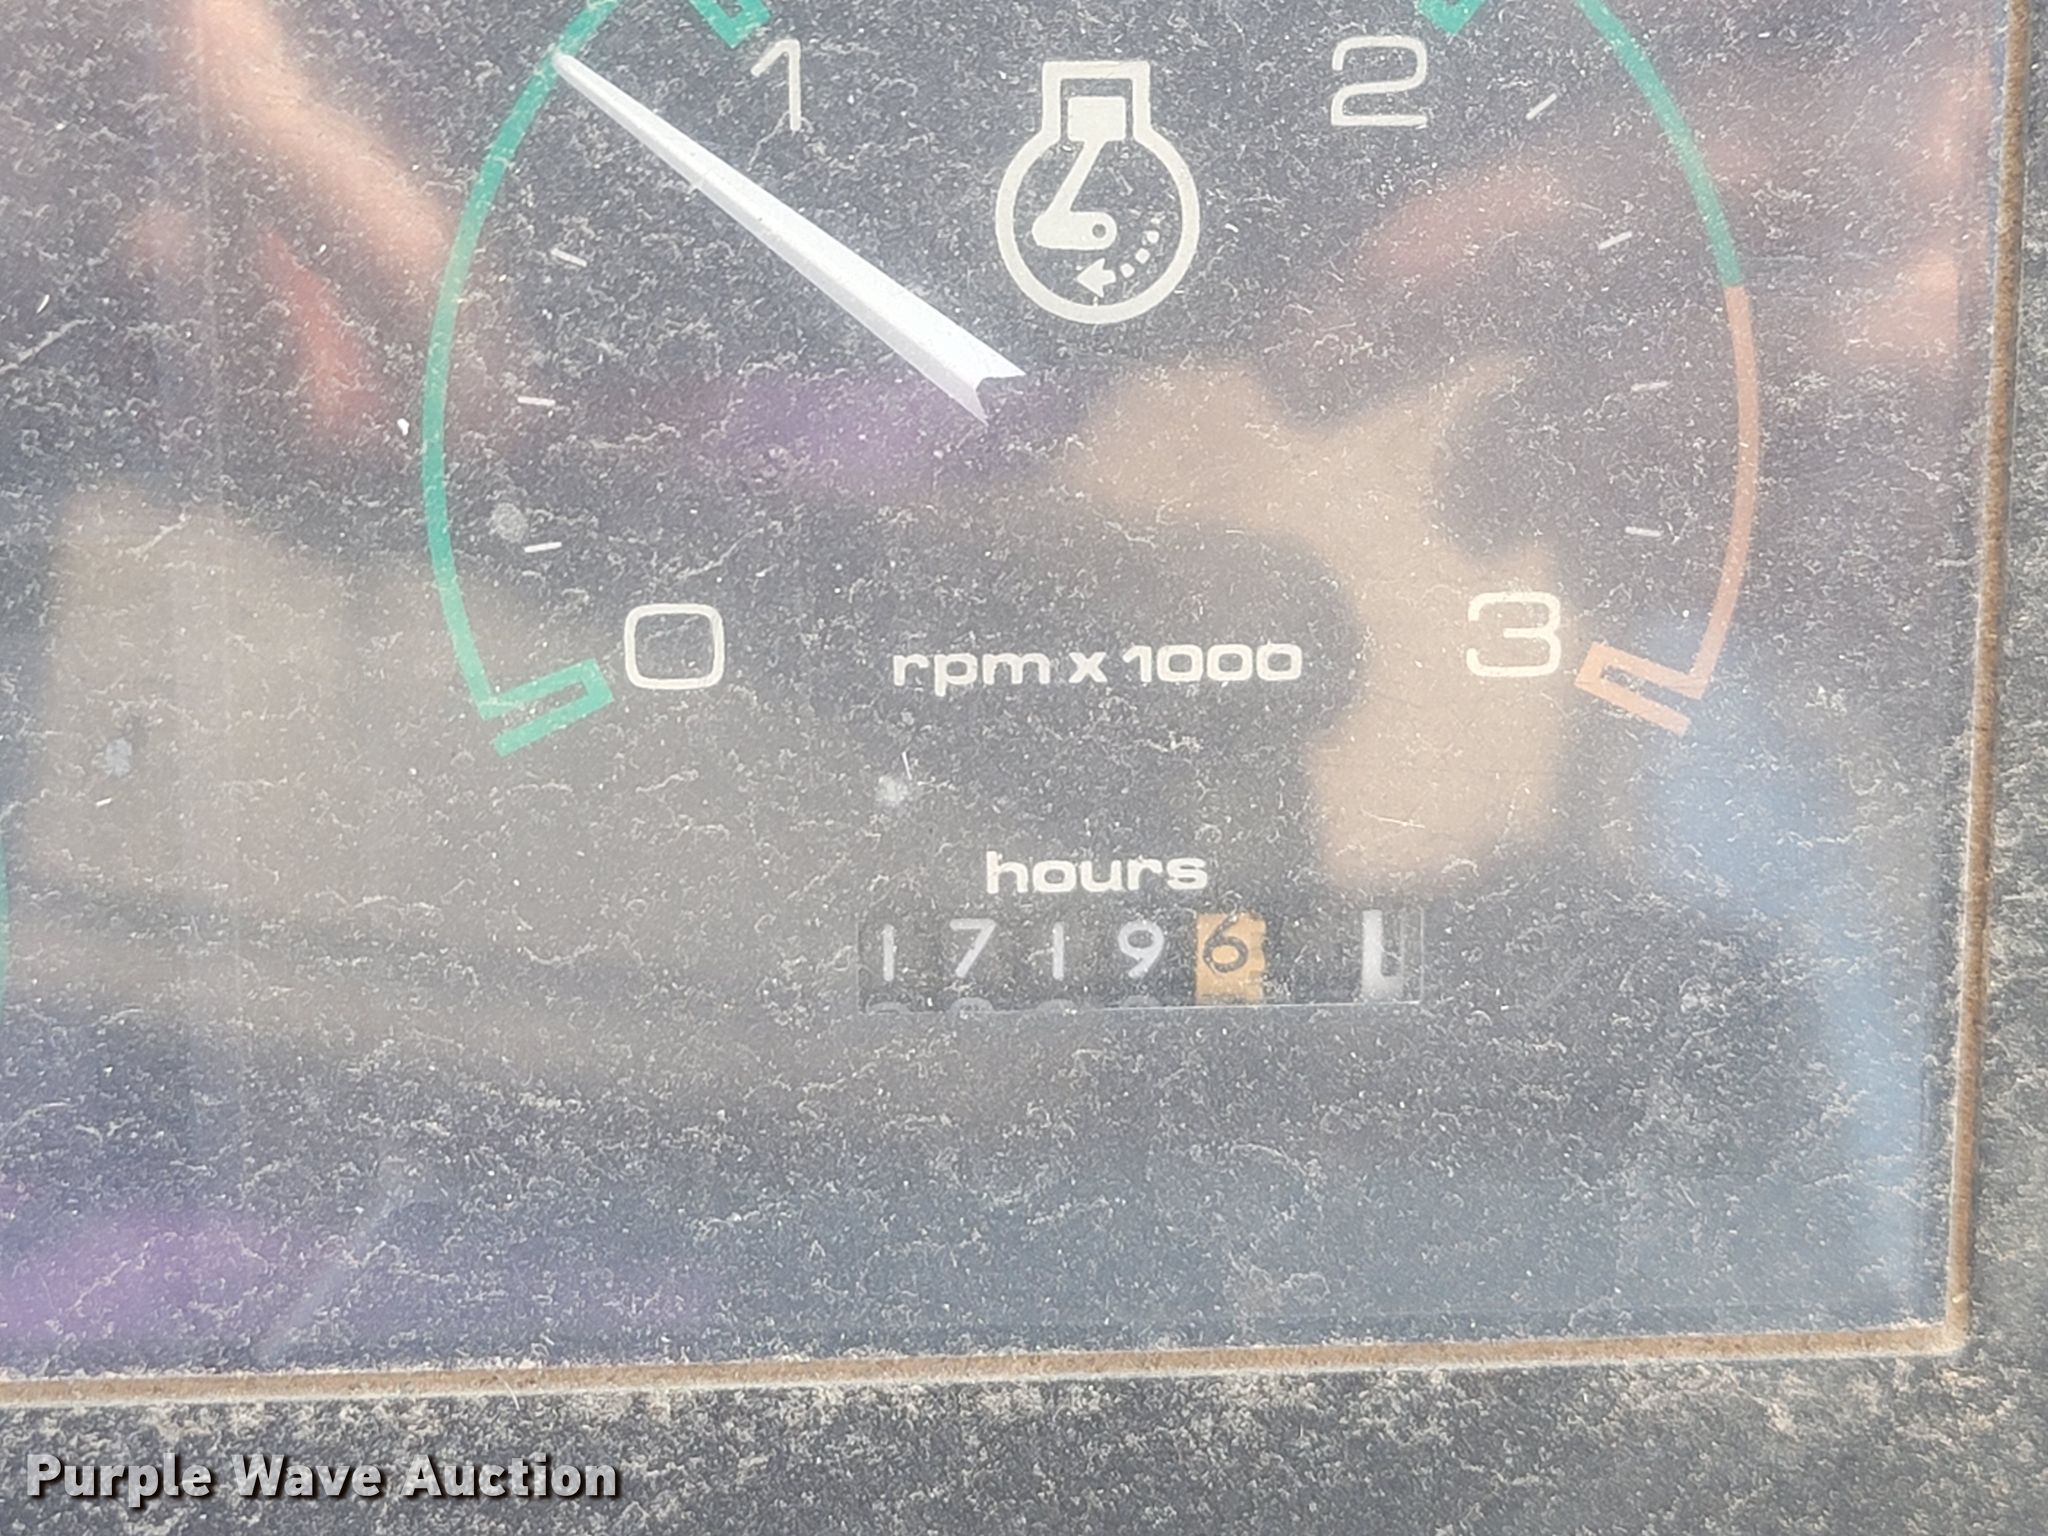 1 2
0 rpm x 1000 3
hours
17196
Purple Wave Auction